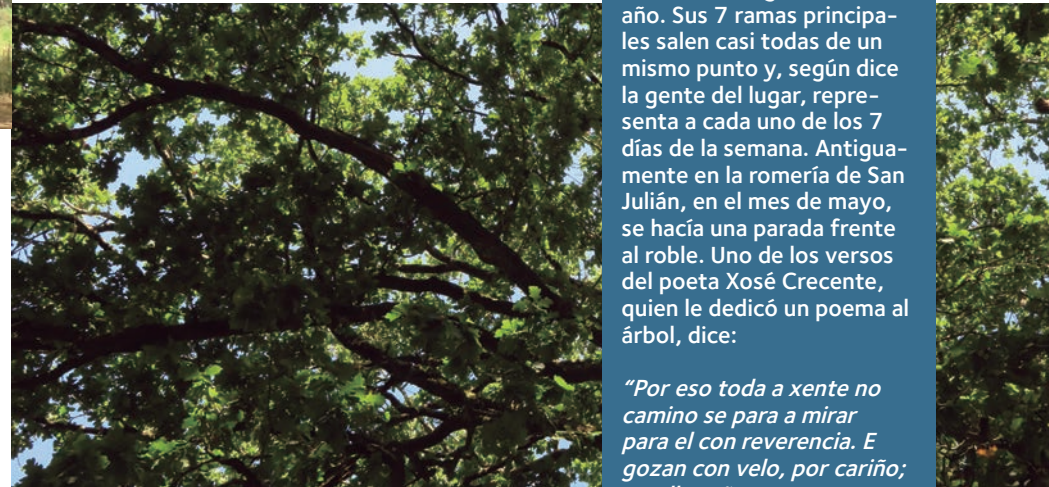 año. Sus 7 ramas principa-
les salen casi todas de un
mismo punto y, según dice
la gente del lugar, repre-
senta a cada uno de los 7
días de la semana. Antigua-
mente en la romería de San
Julián, en el mes de mayo,
se hacía una parada frente
al roble. Uno de los versos
del poeta Xosé Crecente,
quien le dedicó un poema al
árbol, dice:
“Por eso toda a xente no
camino se para a mirar
para el con reverencia. E
gozan con velo, por cariño;